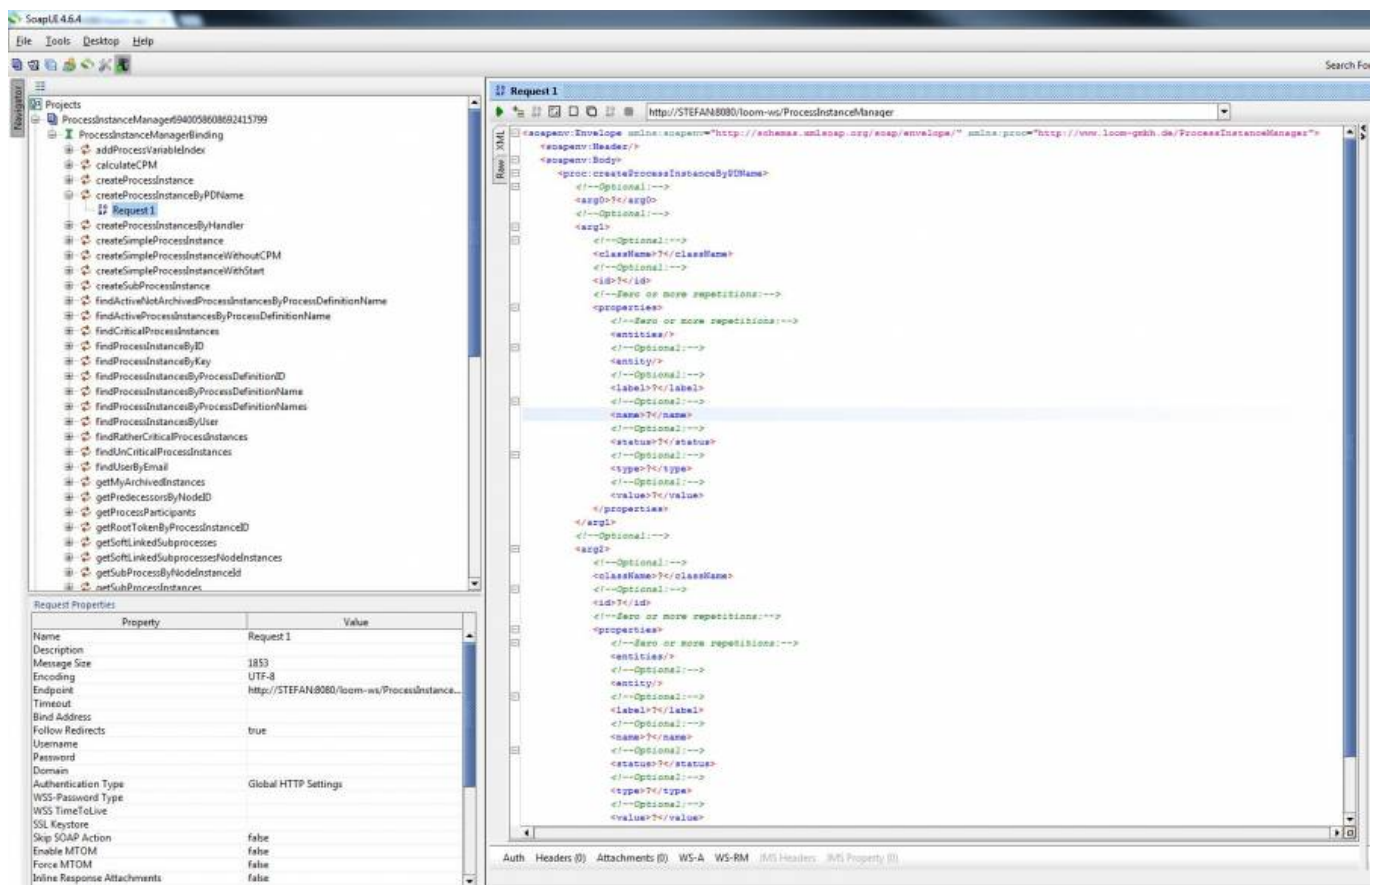 SoapUI 4.6.4
File Tools Desktop Help
Search Fo
Navigator
Projects
ProcessInstanceManager6940058608692415799
ProcessInstanceManagerBinding
addProcessVariableIndex
calculateCPM
createProcessInstance
createProcessInstanceByPDName
Request 1
createProcessInstancesByHandler
createSimpleProcessInstance
createSimpleProcessInstanceWithoutCPM
createSimpleProcessInstanceWithStart
createSubProcessInstance
findActiveNotArchivedProcessInstancesByProcessDefinitionName
findActiveProcessInstancesByProcessDefinitionName
findCriticalProcessInstances
findProcessInstanceByID
findProcessInstanceByKey
findProcessInstancesByProcessDefinitionID
findProcessInstancesByProcessDefinitionName
findProcessInstancesByProcessDefinitionNames
findProcessInstancesByUser
findRatherCriticalProcessInstances
findUnCriticalProcessInstances
findUserByEmail
getMyArchivedInstances
getPredecessorsByNodeID
getProcessParticipants
getRootTokenByProcessInstanceID
getSoftLinkedSubprocesses
getSoftLinkedSubprocessesNodeInstances
getSubProcessByNodeInstanceId
getSubProcessInstances
Request Properties
Property Value
Name Request 1
Description
Message Size 1853
Encoding UTF-8
Endpoint http://STEFAN:8080/loom-ws/ProcessInstance...
Timeout
Bind Address
Follow Redirects true
Username
Password
Domain
Authentication Type Global HTTP Settings
WSS-Password Type
WSS TimeToLive
SSL Keystore
Skip SOAP Action false
Enable MTOM false
Force MTOM false
Inline Response Attachments false
Request 1
http://STEFAN:8080/loom-ws/ProcessInstanceManager
XML
Raw
<soapenv:Envelope xmlns:soapenv="http://schemas.xmlsoap.org/soap/envelope/" xmlns:proc="http://www.loom-gmbh.de/ProcessInstanceManager">
<soapenv:Header/>
<soapenv:Body>
<proc:createProcessInstanceByPDName>
<!--Optional:-->
<arg0>?</arg0>
<!--Optional:-->
<arg1>
<!--Optional:-->
<className>?</className>
<!--Optional:-->
<id>?</id>
<!--Zero or more repetitions:-->
<properties>
<!--Zero or more repetitions:-->
<entities/>
<!--Optional:-->
<entity/>
<!--Optional:-->
<label>?</label>
<!--Optional:-->
<name>?</name>
<!--Optional:-->
<status>?</status>
<!--Optional:-->
<type>?</type>
<!--Optional:-->
<value>?</value>
</properties>
</arg1>
<!--Optional:-->
<arg2>
<!--Optional:-->
<className>?</className>
<!--Optional:-->
<id>?</id>
<!--Zero or more repetitions:-->
<properties>
<!--Zero or more repetitions:-->
<entities/>
<!--Optional:-->
<entity/>
<!--Optional:-->
<label>?</label>
<!--Optional:-->
<name>?</name>
<!--Optional:-->
<status>?</status>
<!--Optional:-->
<type>?</type>
<!--Optional:-->
<value>?</value>
Auth Headers (0) Attachments (0) WS-A WS-RM JMS Headers JMS Property (0)